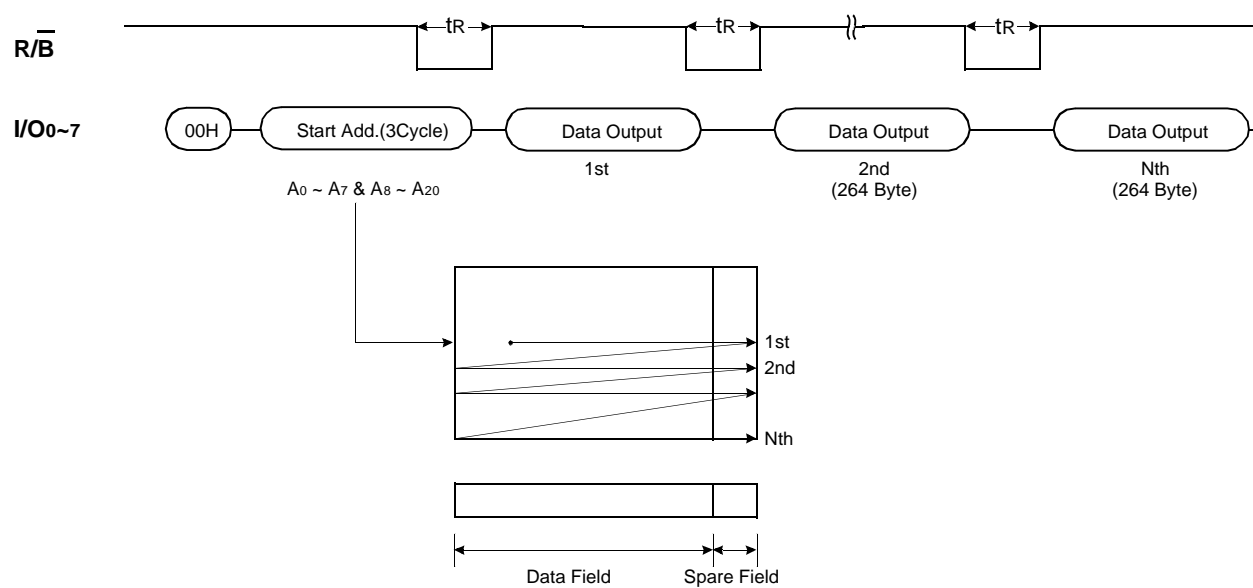 tR tR tR
R/B
I/O0~7
00H Start Add.(3Cycle) Data Output Data Output Data Output
1st 2nd Nth
(264 Byte) (264 Byte)
A0 ~ A7 & A8 ~ A20
1st
2nd
Nth
Data Field Spare Field